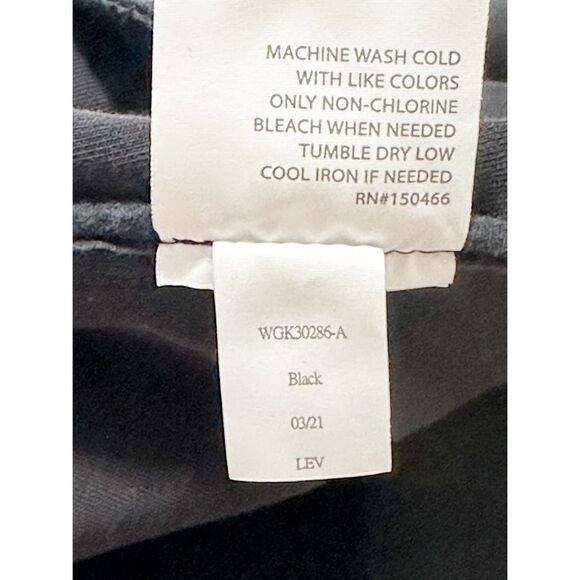 MACHINE WASH COLD
WITH LIKE COLORS
ONLY NON-CHLORINE
BLEACH WHEN NEEDED
TUMBLE DRY LOW
COOL IRON IF NEEDED
RN#150466
WGK30286-A
Black
03/21
LEV